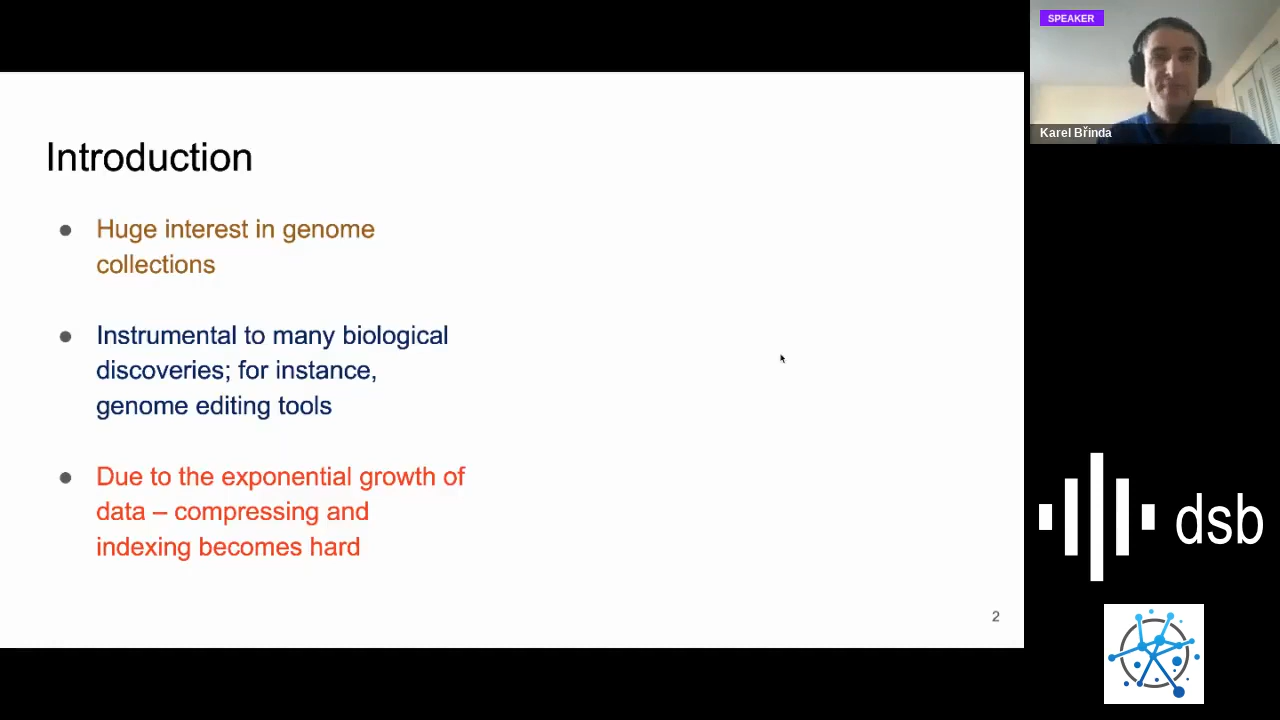 Introduction
● Huge interest in genome
collections
● Instrumental to many biological
discoveries; for instance,
genome editing tools
● Due to the exponential growth of
data – compressing and
indexing becomes hard
2
SPEAKER
Karel Břinda
dsb